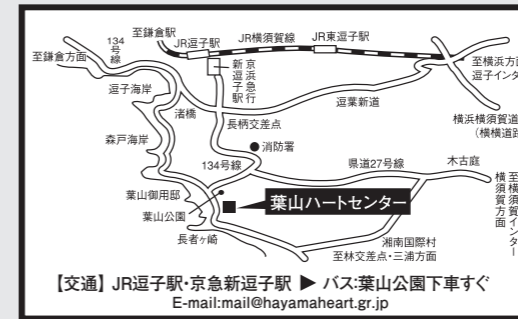 至鎌倉駅
134号線
至鎌倉方面
JR逗子駅
JR横須賀線
JR東逗子駅
京浜急行
新逗子駅
至横浜方
逗子インタ
逗子海岸
渚橋
逗葉新道
横浜横須賀道
(横横道路
長柄交差点
森戸海岸
消防署
134号線
県道27号線
木古庭
至横須賀インター
横須賀方面
葉山御用邸
葉山公園
葉山ハートセンター
長者ヶ崎
湘南国際村
至林交差点・三浦方面
【交通】JR逗子駅・京急新逗子駅 ▶ バス:葉山公園下車すぐ
E-mail:mail@hayamaheart.gr.jp